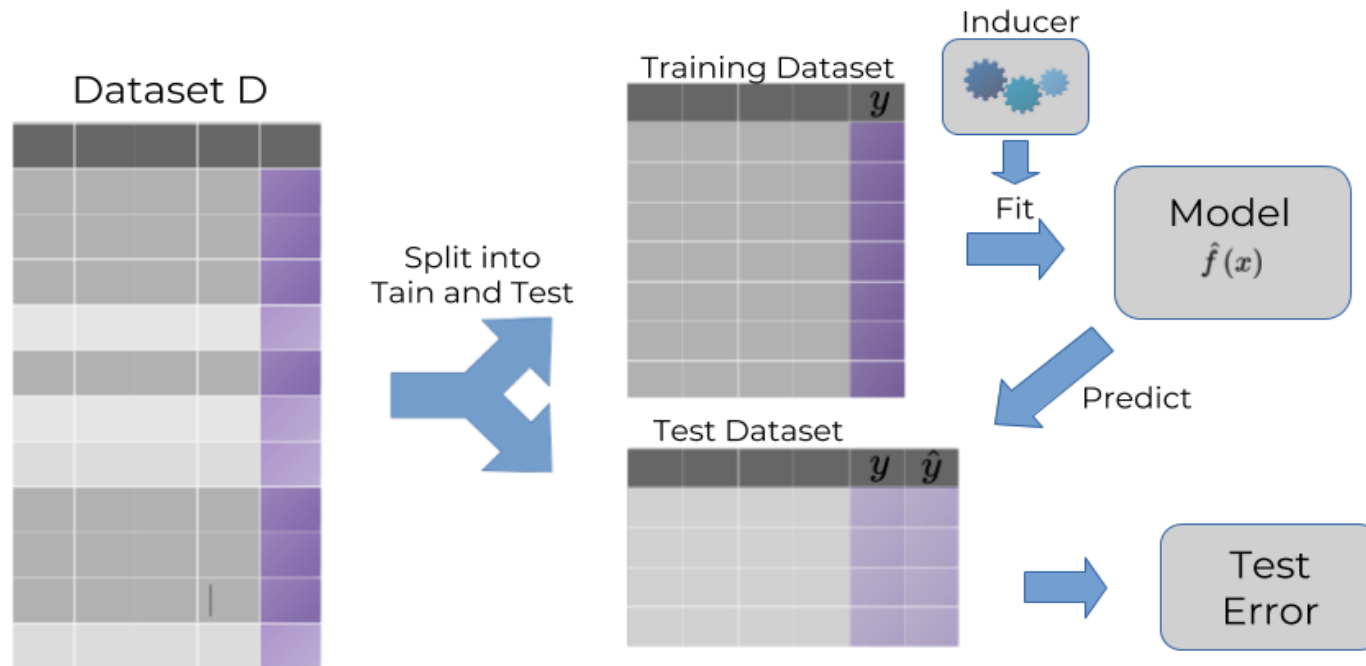 Dataset D
Split into
Tain and Test
Training Dataset
y
Inducer
Fit
Model
f̂(x)
Predict
Test Dataset
y ŷ
Test
Error